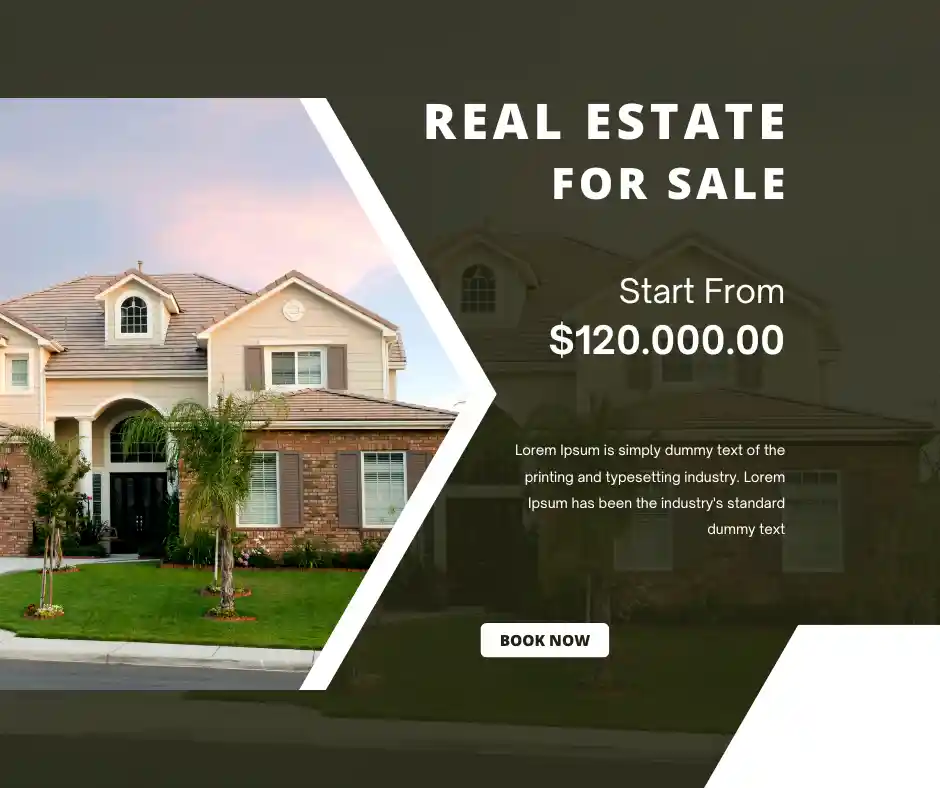 REAL ESTATE
FOR SALE
Start From
$120.000.00
Lorem Ipsum is simply dummy text of the
printing and typesetting industry. Lorem
Ipsum has been the industry's standard
dummy text
BOOK NOW